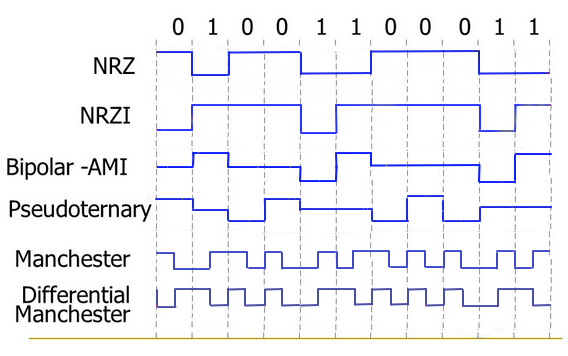 0 1 0 0 1 1 0 0 0 1 1
NRZ
NRZI
Bipolar -AMI
Pseudoternary
Manchester
Differential
Manchester